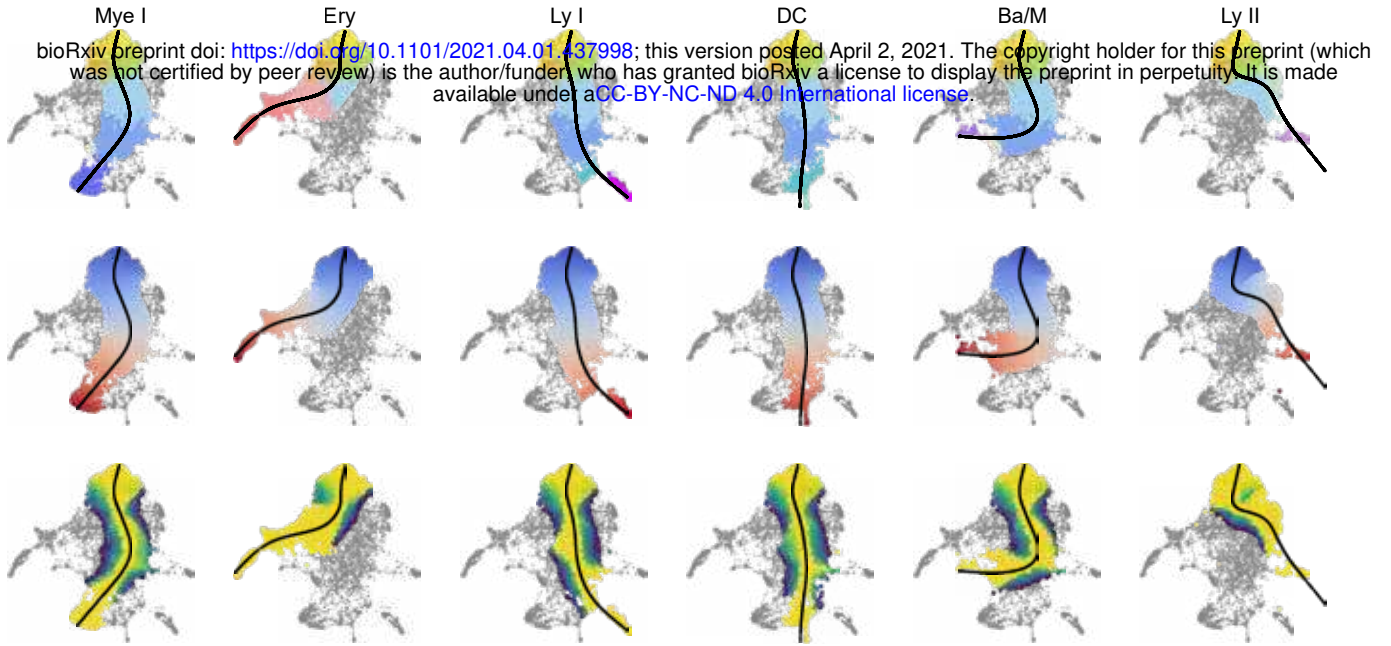 Mye I Ery Ly I DC Ba/M Ly II
bioRxiv preprint doi: https://doi.org/10.1101/2021.04.01.437998; this version posted April 2, 2021. The copyright holder for this preprint (which
was not certified by peer review) is the author/funder, who has granted bioRxiv a license to display the preprint in perpetuity. It is made
available under aCC-BY-NC-ND 4.0 International license.